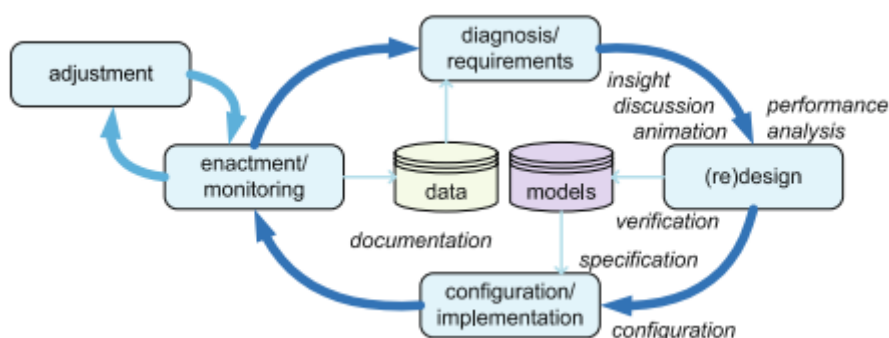 diagnosis/
requirements
adjustment
insight
discussion
animation
performance
analysis
enactment/
monitoring
data
models
(re)design
verification
documentation
specification
configuration/
implementation
configuration